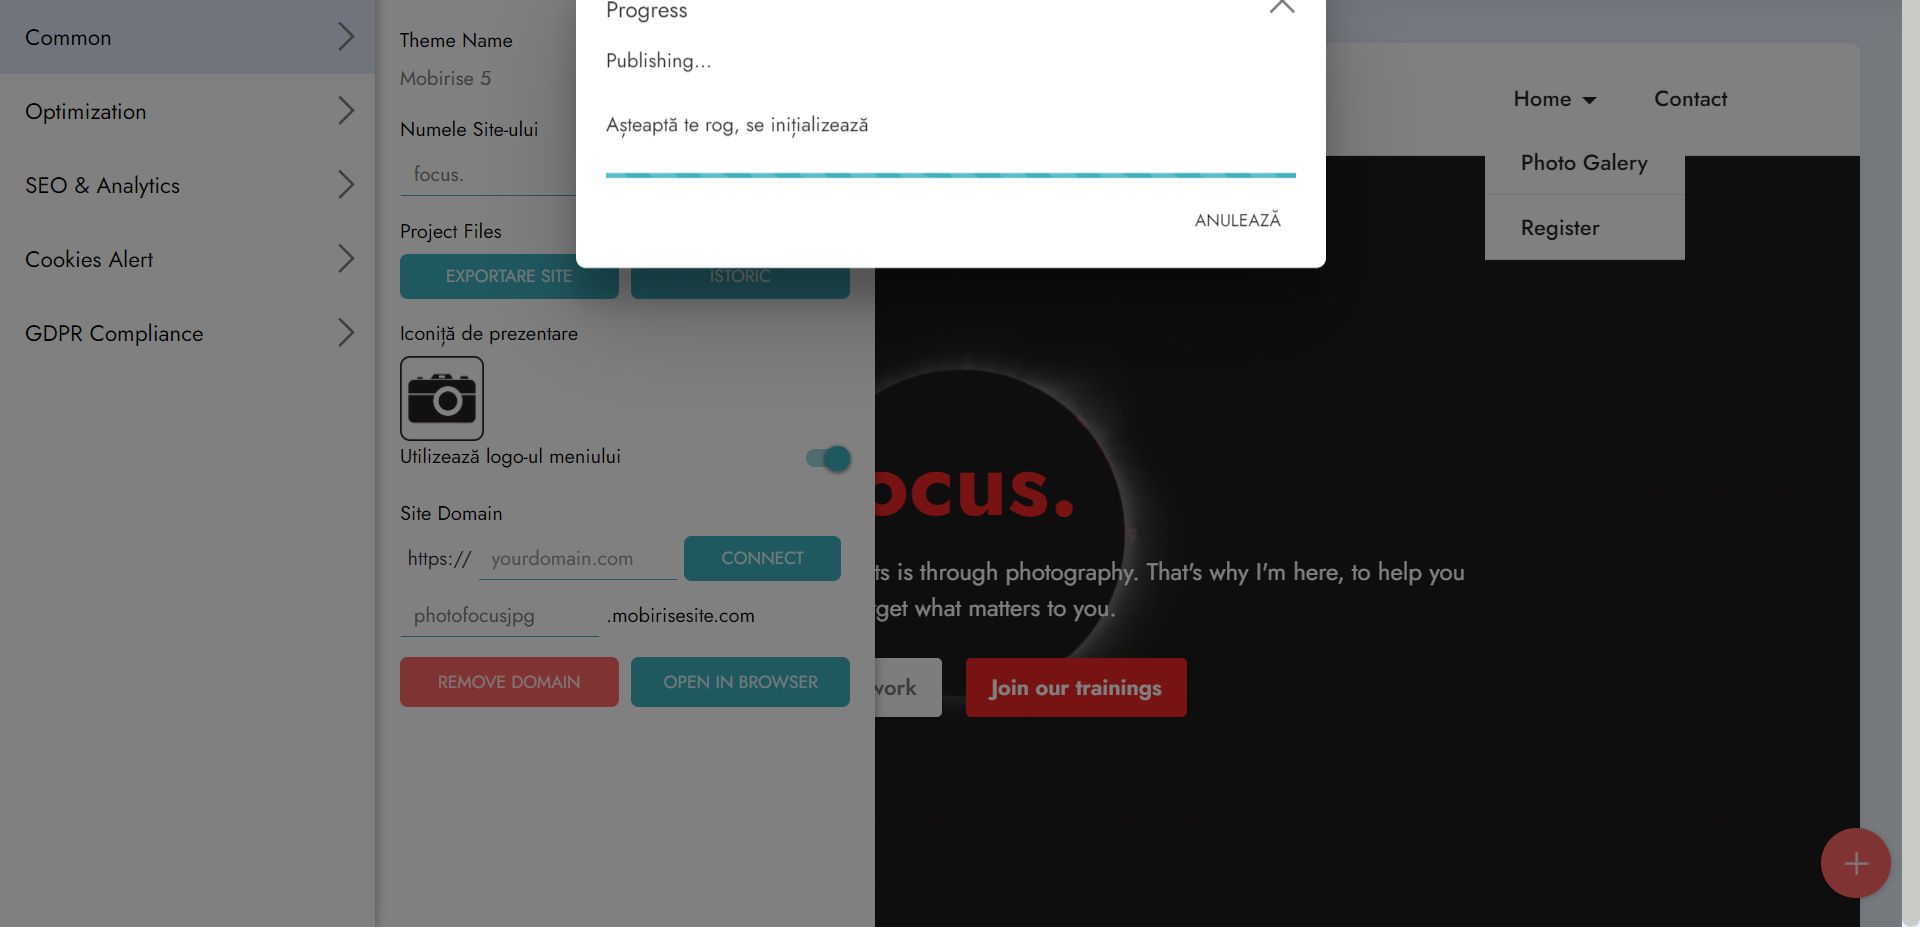 Common
Optimization
SEO & Analytics
Cookies Alert
GDPR Compliance
Theme Name
Mobirise 5
Numele Site-ului
focus.
Project Files
EXPORTARE SITE
ISTORIC
Iconiță de prezentare
Utilizează logo-ul meniului
Site Domain
https:// yourdomain.com CONNECT
photofocusjpg .mobirisesite.com
REMOVE DOMAIN
OPEN IN BROWSER
Progress
Publishing...
Așteaptă te rog, se inițializează
ANULEAZĂ
Home
Contact
Photo Galery
Register
ocus.
is through photography. That's why I'm here, to help you
what matters to you.
Join our trainings